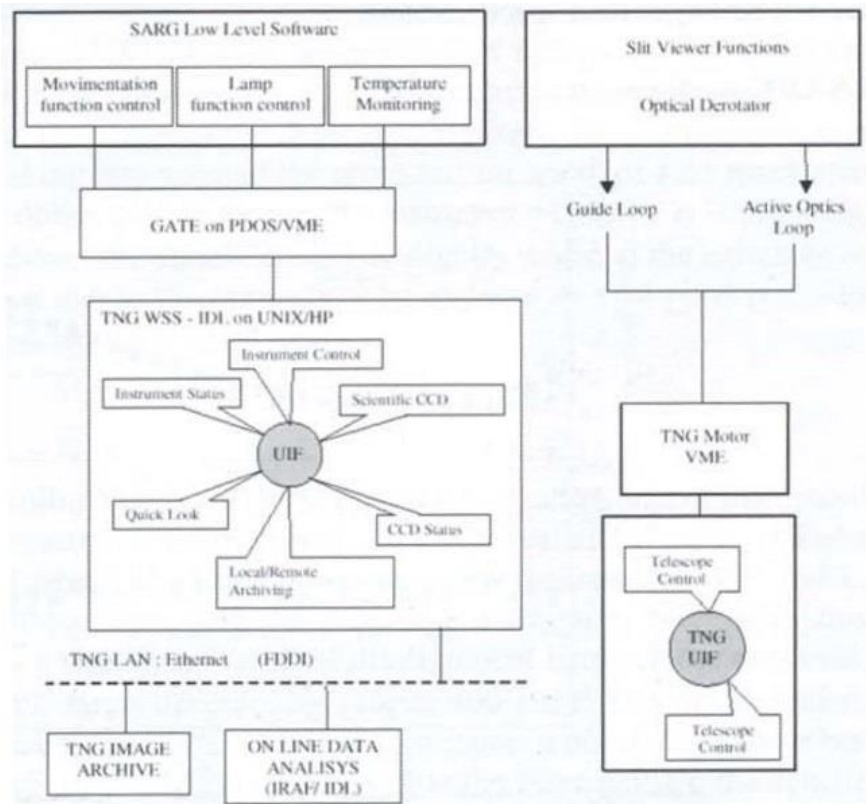 SARG Low Level Software
Movimentation
function control
Lamp
function control
Temperature
Monitoring
GATE on PDOS/VME
TNG WSS - IDL on UNIX/HP
Instrument Control
Instrument Status
Scientific CCD
UIF
Quick Look
CCD Status
Local/Remote
Archiving
TNG LAN : Ethernet (FDDI)
TNG IMAGE
ARCHIVE
ON LINE DATA
ANALISYS
(IRAF/ IDL)
Slit Viewer Functions
Optical Derotator
Guide Loop
Active Optics
Loop
TNG Motor
VME
Telescope
Control
TNG
UIF
Telescope
Control